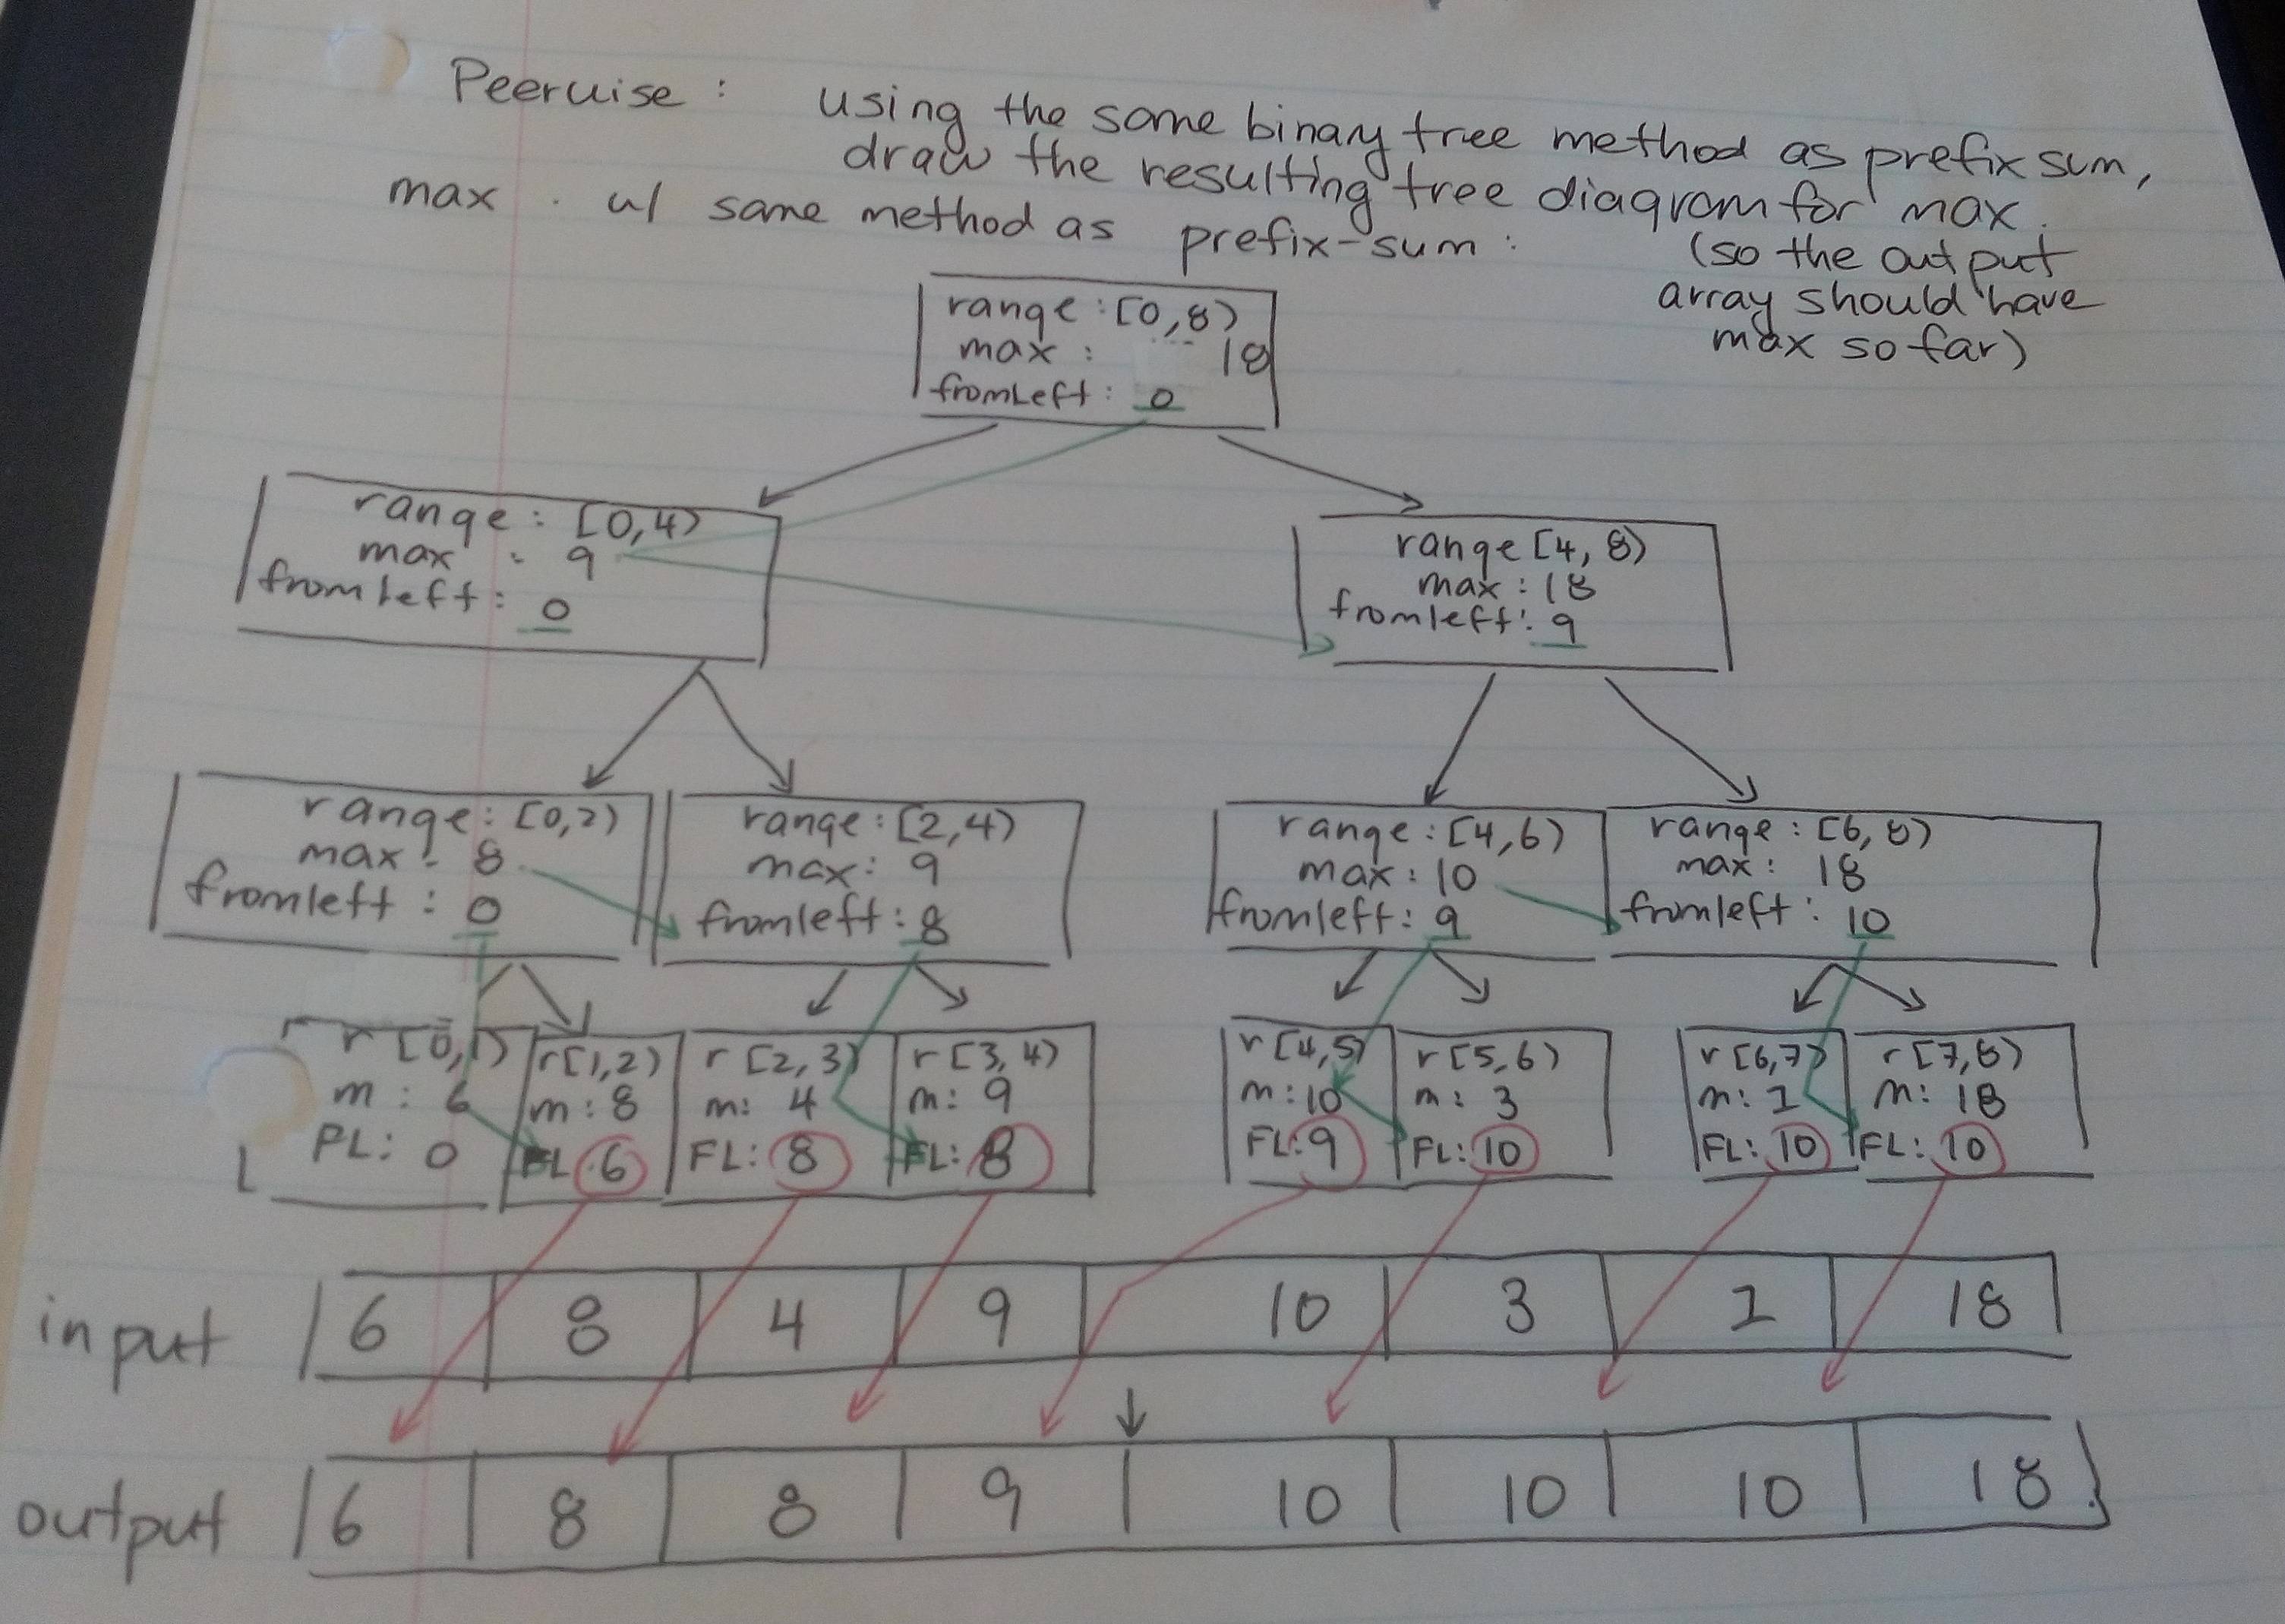 Peerwise : using the same binary tree method as prefix sum,
draw the resulting tree diagram for max.
max . w/ same method as prefix-sum :
(so the output
array should have
max so far)
range : [0,8)
max : 18
fromLeft : 0
range : [0,4)
max : 9
fromleft : 0
range [4, 8)
max : 18
fromleft : 9
range : [0,2)
max : 8
fromleft : 0
range : [2,4)
max : 9
fromleft : 8
range : [4,6)
max : 10
fromleft : 9
range : [6, 8)
max : 18
fromleft : 10
r [0,1)
m : 6
FL : 0
r[1,2)
m : 8
FL : 6
r [2, 3)
m : 4
FL : 8
r [3, 4)
m : 9
FL : 8
r [4,5)
m : 10
FL : 9
r [5,6)
m : 3
FL : 10
r [6,7)
m : 1
FL : 10
r [7,8)
m : 18
FL : 10
input 6 8 4 9 10 3 1 18
output 6 8 8 9 10 10 10 18